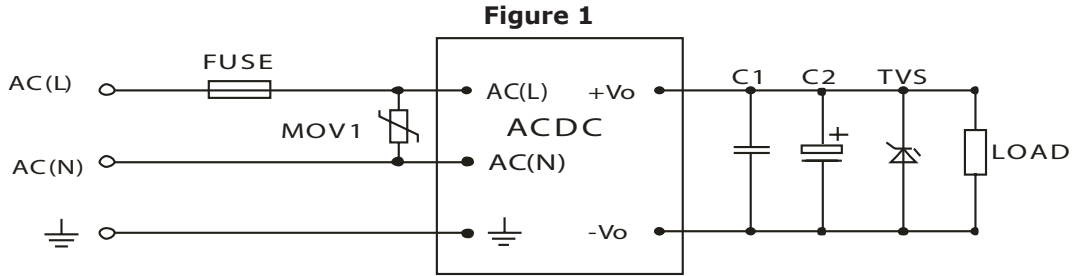 Figure 1
FUSE
C1 C2 TVS
AC(L)
AC(L) +Vo
MOV1
ACDC
+
LOAD
AC(N)
AC(N)
-Vo